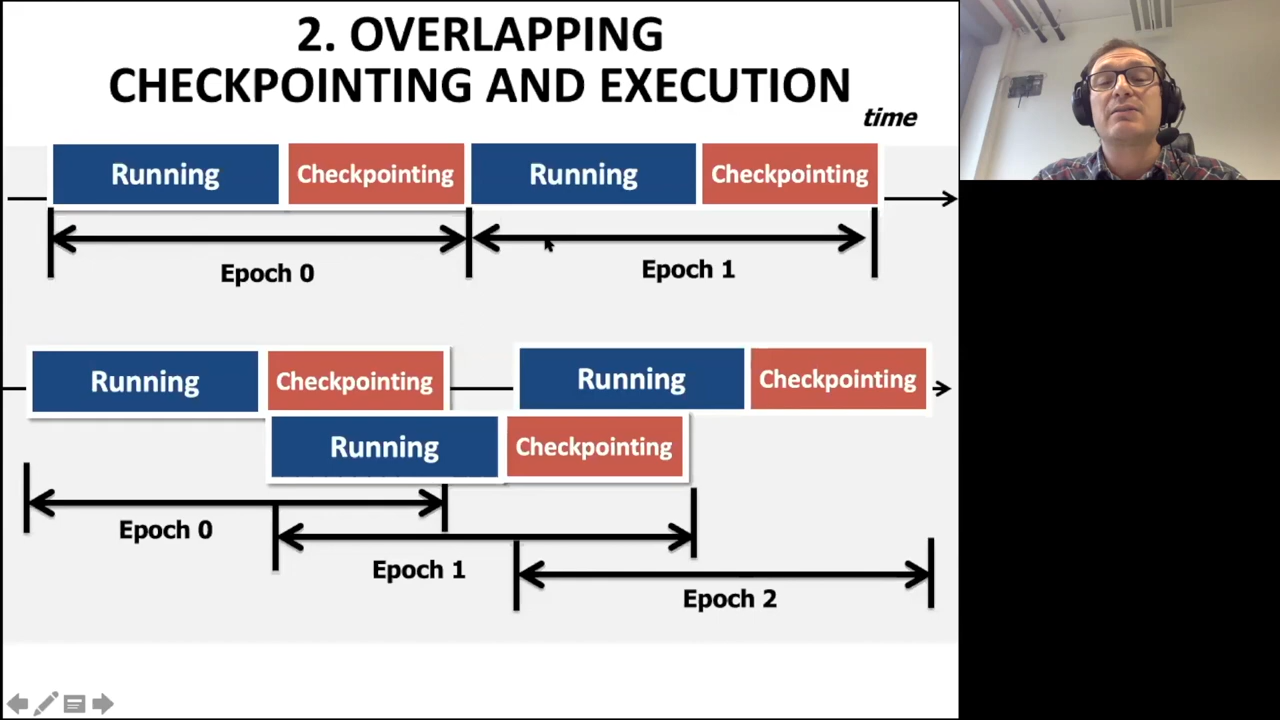 2. OVERLAPPING
CHECKPOINTING AND EXECUTION
time
Running Checkpointing Running Checkpointing
Epoch 0 Epoch 1
Running Checkpointing Running Checkpointing
Running Checkpointing
Epoch 0
Epoch 1
Epoch 2